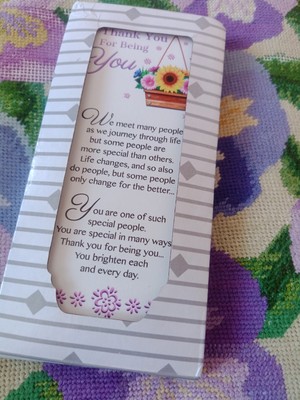 Thank You
For Being
You
We meet many people
as we journey through life
but some people are
more special than others.
Life changes, and so also
do people, but some people
only change for the better...
You are one of such
special people.
You are special in many ways
Thank you for being you...
You brighten each
and every day.